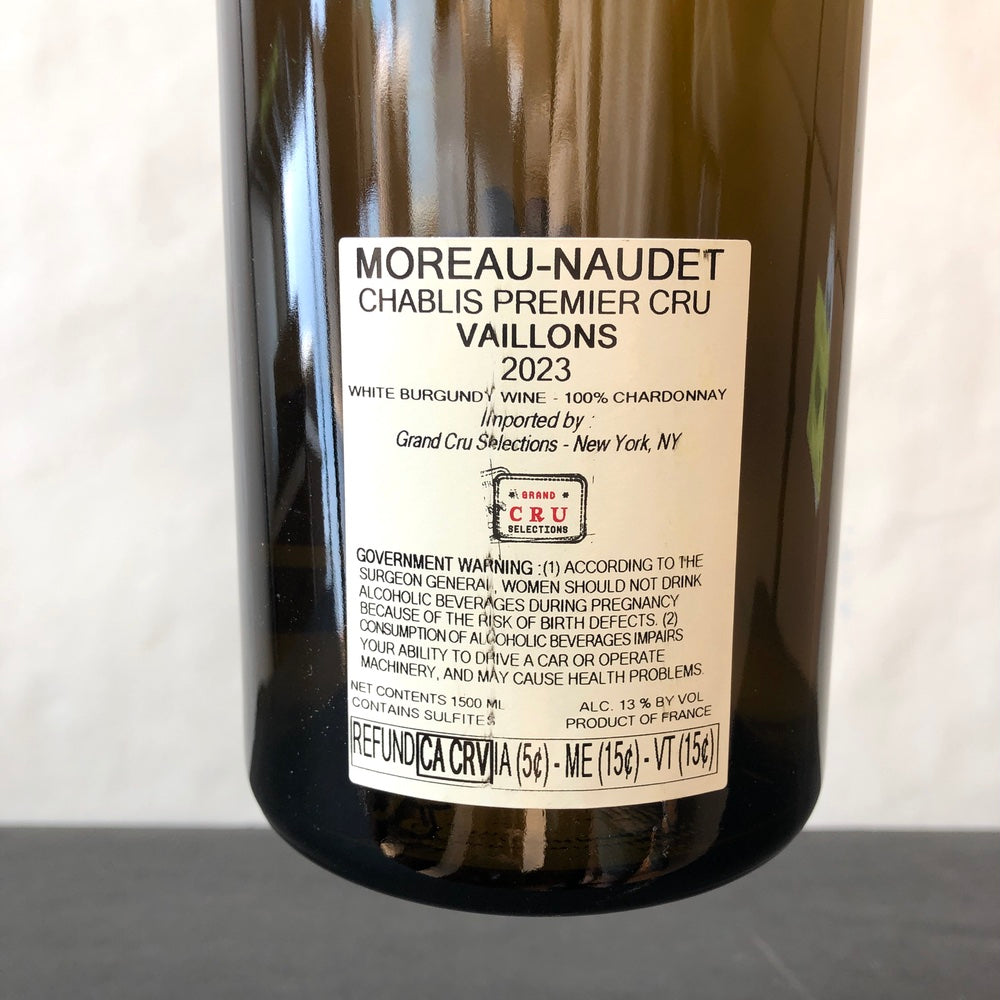 MOREAU-NAUDET
CHABLIS PREMIER CRU
VAILLONS
2023
WHITE BURGUNDY WINE - 100% CHARDONNAY
Imported by :
Grand Cru Selections - New York, NY
GRAND
CRU
SELECTIONS
GOVERNMENT WARNING :(1) ACCORDING TO THE
SURGEON GENERAL, WOMEN SHOULD NOT DRINK
ALCOHOLIC BEVERAGES DURING PREGNANCY
BECAUSE OF THE RISK OF BIRTH DEFECTS. (2)
CONSUMPTION OF ALCOHOLIC BEVERAGES IMPAIRS
YOUR ABILITY TO DRIVE A CAR OR OPERATE
MACHINERY, AND MAY CAUSE HEALTH PROBLEMS.
NET CONTENTS 1500 ML
CONTAINS SULFITES
ALC. 13 % BY VOL
PRODUCT OF FRANCE
REFUND CA CRV IA (5¢) - ME (15¢) - VT (15¢)